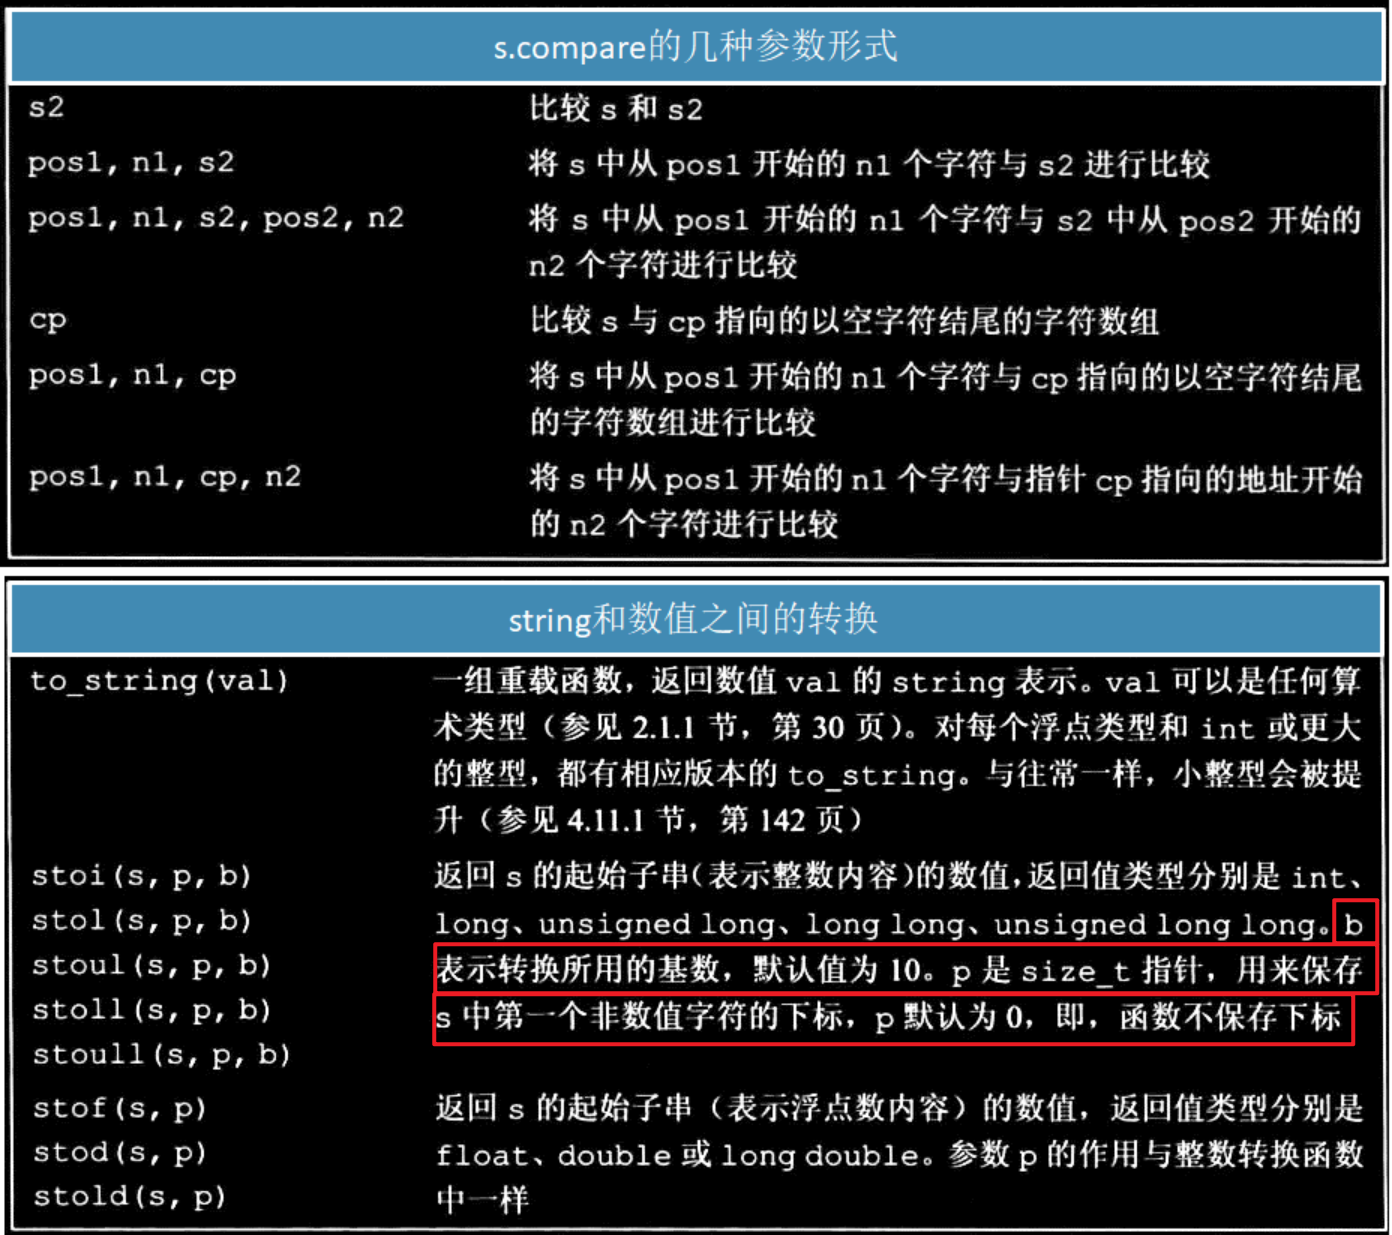 s.compare的几种参数形式
s2 比较 s 和 s2
pos1, n1, s2 将 s 中从 pos1 开始的 n1 个字符与 s2 进行比较
pos1, n1, s2, pos2, n2 将 s 中从 pos1 开始的 n1 个字符与 s2 中从 pos2 开始的
n2 个字符进行比较
cp 比较 s 与 cp 指向的以空字符结尾的字符数组
pos1, n1, cp 将 s 中从 pos1 开始的 n1 个字符与 cp 指向的以空字符结尾
的字符数组进行比较
pos1, n1, cp, n2 将 s 中从 pos1 开始的 n1 个字符与指针 cp 指向的地址开始
的 n2 个字符进行比较
string和数值之间的转换
to_string(val) 一组重载函数，返回数值 val 的 string 表示。val 可以是任何算
术类型（参见 2.1.1 节，第 30 页）。对每个浮点类型和 int 或更大
的整型，都有相应版本的 to_string。与往常一样，小整型会被提
升（参见 4.11.1 节，第 142 页）
stoi(s, p, b) 返回 s 的起始子串（表示整数内容）的数值，返回值类型分别是 int、
stol(s, p, b) long、unsigned long、long long、unsigned long long。b
stoul(s, p, b) 表示转换所用的基数，默认值为 10。p 是 size_t 指针，用来保存
stoll(s, p, b) s 中第一个非数值字符的下标，p 默认为 0，即，函数不保存下标
stoull(s, p, b)
stof(s, p) 返回 s 的起始子串（表示浮点数内容）的数值，返回值类型分别是
stod(s, p) float、double 或 long double。参数 p 的作用与整数转换函数
stold(s, p) 中一样